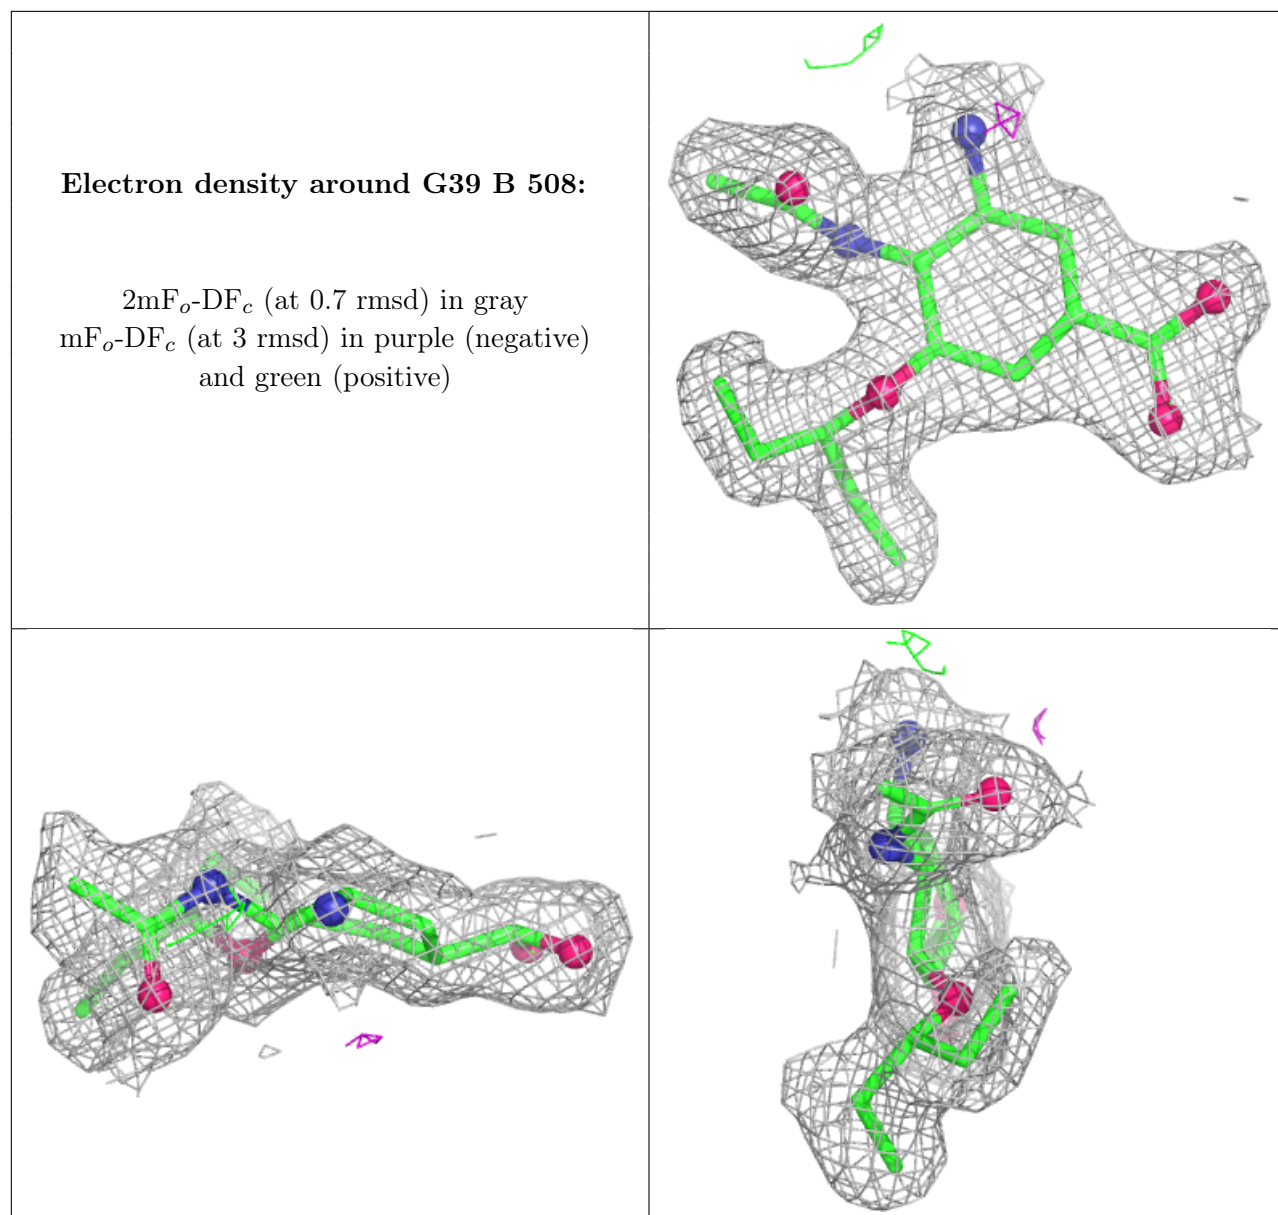 Electron density around G39 B 508:
2mFo-DFc (at 0.7 rmsd) in gray
mFo-DFc (at 3 rmsd) in purple (negative)
and green (positive)